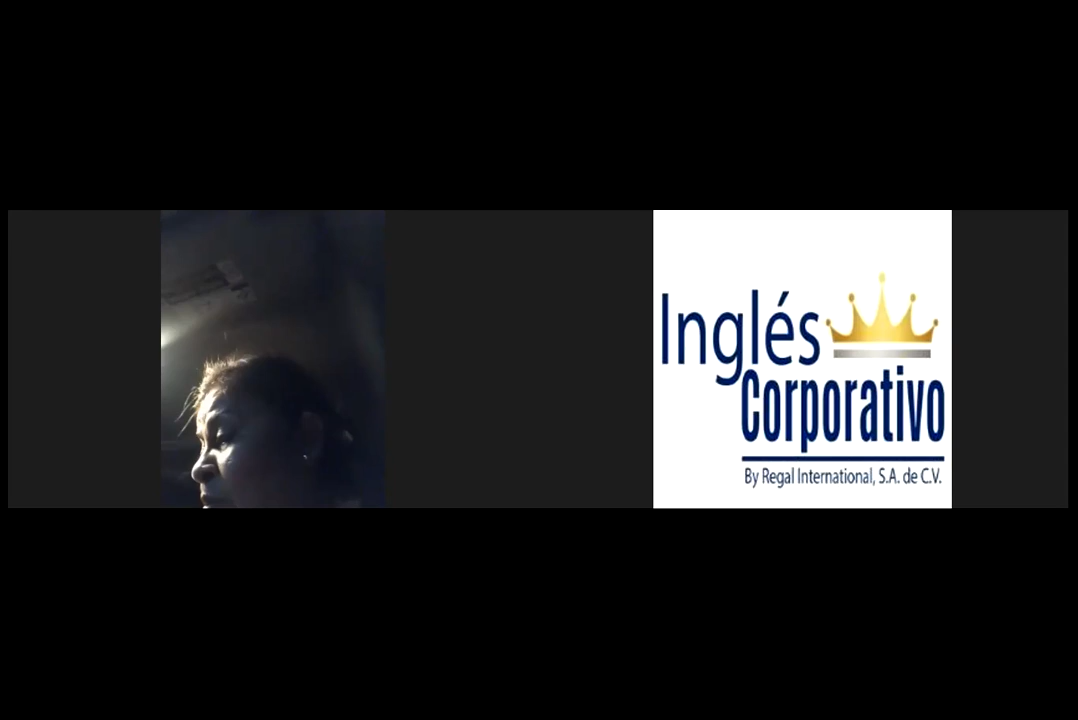 Inglés
Corporativo
By Regal International, S.A. de C.V.